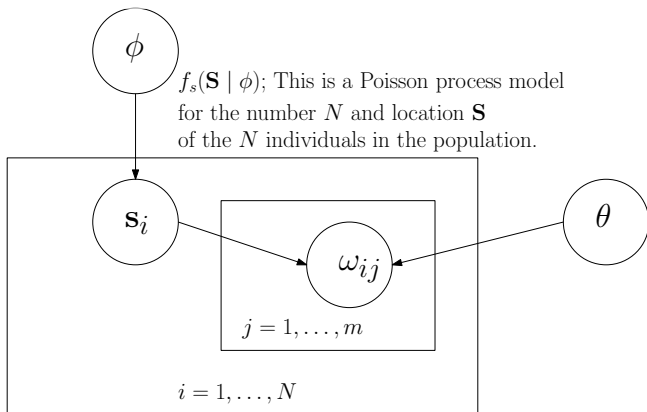 ϕ
f_s(S | ϕ); This is a Poisson process model
for the number N and location S
of the N individuals in the population.
s_i
ω_ij
θ
j = 1, . . . , m
i = 1, . . . , N